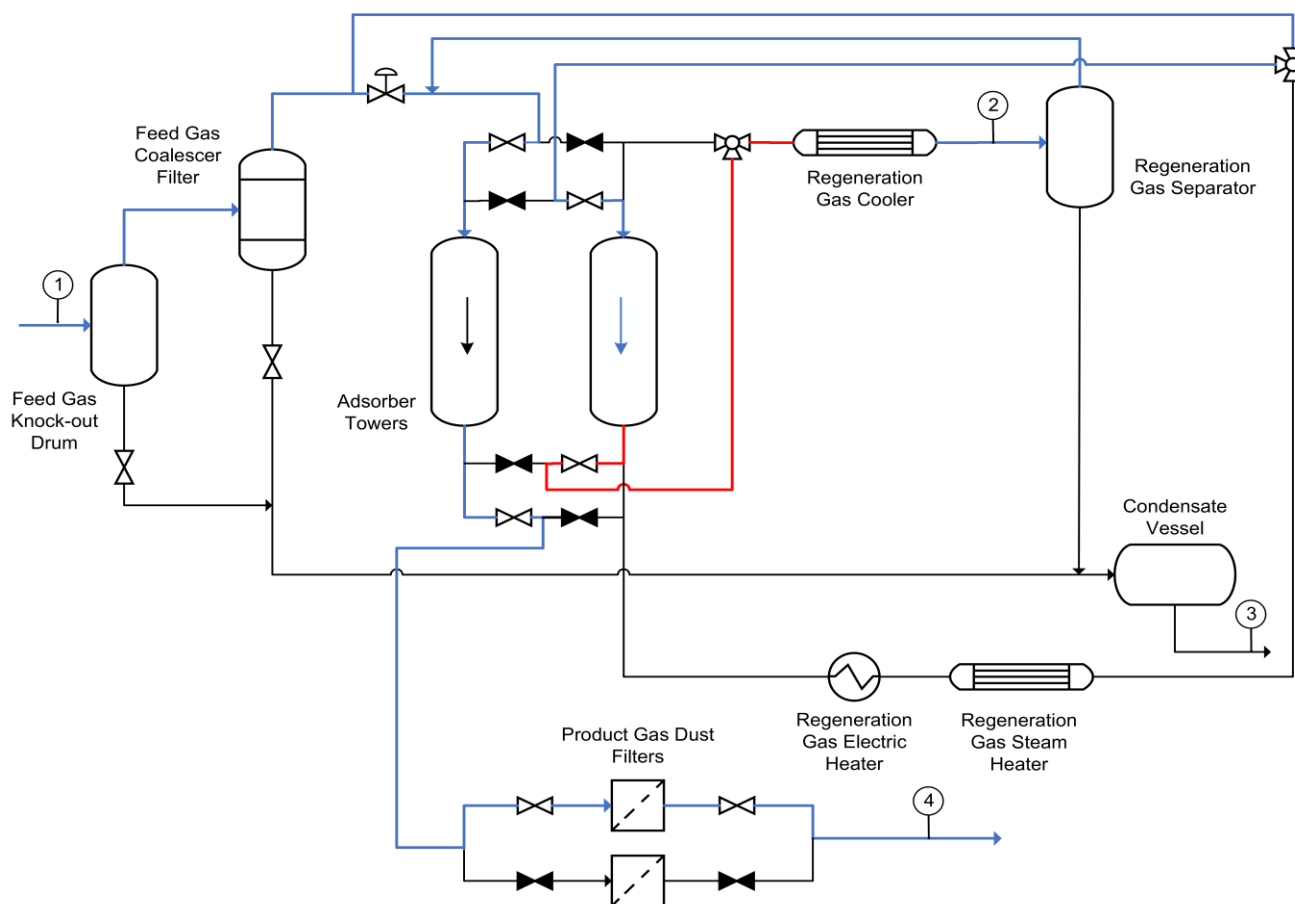 2
Feed Gas
Coalescer
Filter
Regeneration
Gas Cooler
Regeneration
Gas Separator
1
Feed Gas
Knock-out
Drum
Adsorber
Towers
Condensate
Vessel
3
Regeneration
Gas Electric
Heater
Regeneration
Gas Steam
Heater
Product Gas Dust
Filters
4